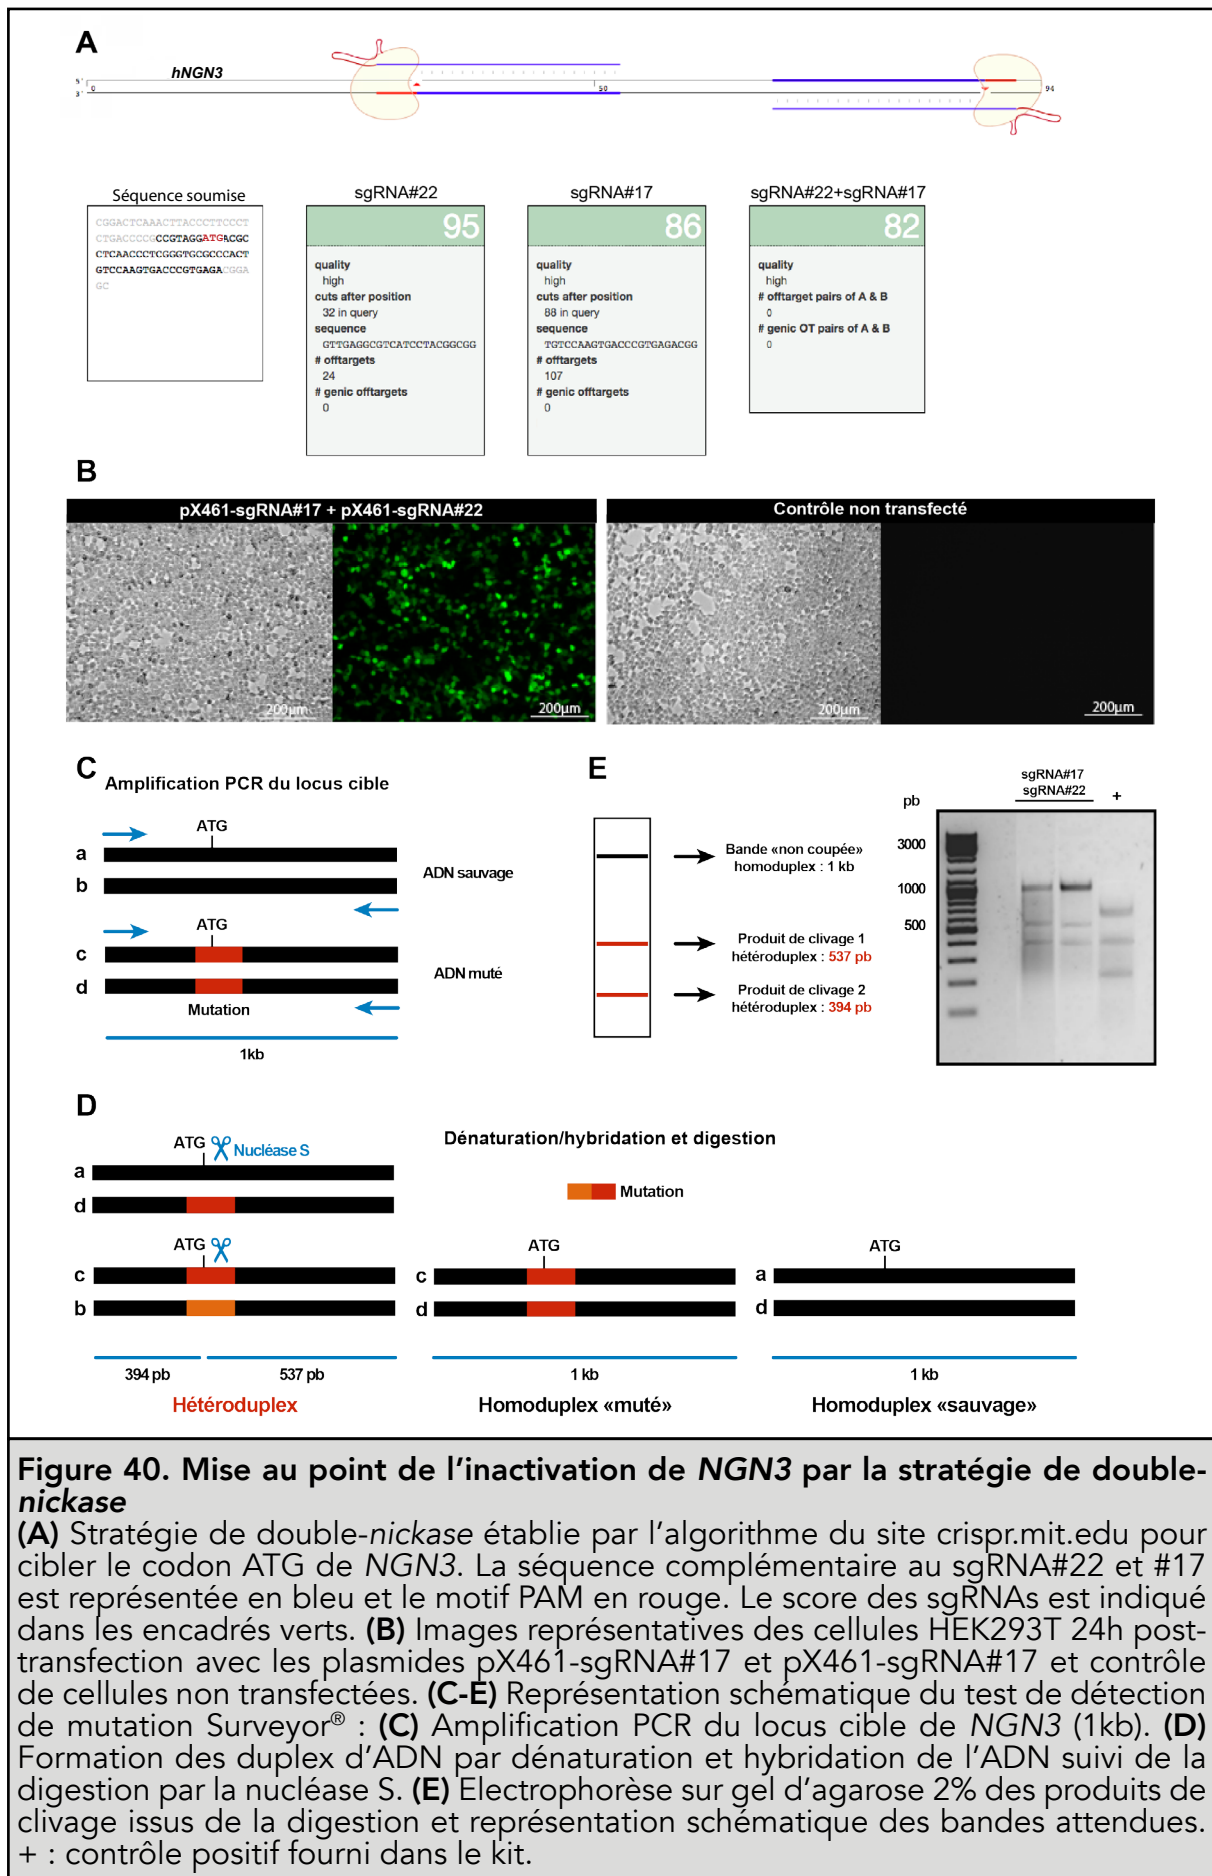 A
hNGN3
5'
3'
0
50
94
Séquence soumise
CGGACTCAAACTTACCCTTCCCT
CTGACCCCGCCGTAGGATGACGC
CTCAACCCTCGGGTGCGCCCACT
GTCCAAGTGACCCGTGAGACGGA
GC
sgRNA#22
95
quality
high
cuts after position
32 in query
sequence
GTTGAGGCGTCATCCTACGGCGG
# offtargets
24
# genic offtargets
0
sgRNA#17
86
quality
high
cuts after position
88 in query
sequence
TGTCCAAGTGACCCGTGAGACGG
# offtargets
107
# genic offtargets
0
sgRNA#22+sgRNA#17
82
quality
high
# offtarget pairs of A & B
0
# genic OT pairs of A & B
0
B
pX461-sgRNA#17 + pX461-sgRNA#22
200µm
200µm
Contrôle non transfecté
200µm
200µm
C
Amplification PCR du locus cible
ATG
a
b
ADN sauvage
ATG
c
d
ADN muté
Mutation
1kb
E
Bande «non coupée»
homoduplex : 1 kb
Produit de clivage 1
hétéroduplex : 537 pb
Produit de clivage 2
hétéroduplex : 394 pb
sgRNA#17
sgRNA#22
+
pb
3000
1000
500
D
Dénaturation/hybridation et digestion
ATG
Nucléase S
a
d
Mutation
ATG
c
b
394 pb
537 pb
Hétéroduplex
ATG
c
d
1 kb
Homoduplex «muté»
ATG
a
d
1 kb
Homoduplex «sauvage»
Figure 40. Mise au point de l'inactivation de NGN3 par la stratégie de double-
nickase
(A) Stratégie de double-nickase établie par l'algorithme du site crispr.mit.edu pour
cibler le codon ATG de NGN3. La séquence complémentaire au sgRNA#22 et #17
est représentée en bleu et le motif PAM en rouge. Le score des sgRNAs est indiqué
dans les encadrés verts. (B) Images représentatives des cellules HEK293T 24h post-
transfection avec les plasmides pX461-sgRNA#17 et pX461-sgRNA#17 et contrôle
de cellules non transfectées. (C-E) Représentation schématique du test de détection
de mutation Surveyor® : (C) Amplification PCR du locus cible de NGN3 (1kb). (D)
Formation des duplex d'ADN par dénaturation et hybridation de l'ADN suivi de la
digestion par la nucléase S. (E) Electrophorèse sur gel d'agarose 2% des produits de
clivage issus de la digestion et représentation schématique des bandes attendues.
+ : contrôle positif fourni dans le kit.